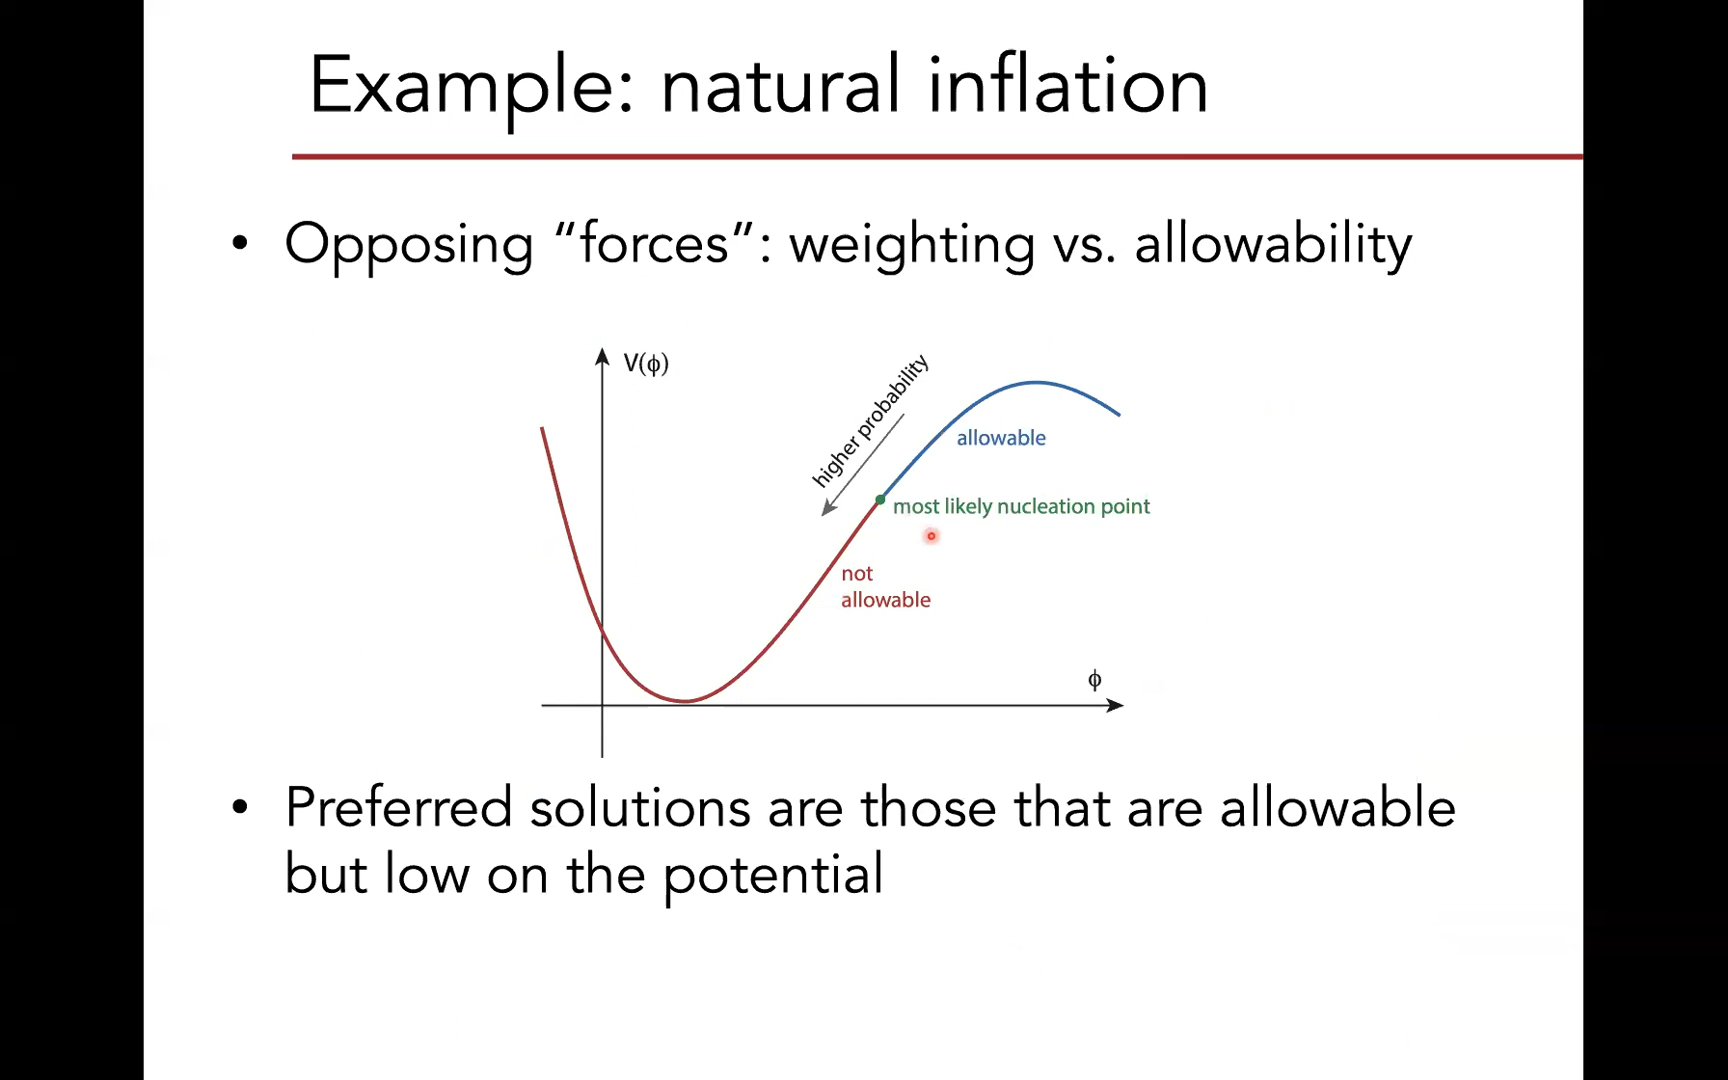 Example: natural inflation
• Opposing “forces”: weighting vs. allowability
V(ϕ)
higher probability
allowable
most likely nucleation point
not
allowable
ϕ
• Preferred solutions are those that are allowable
but low on the potential